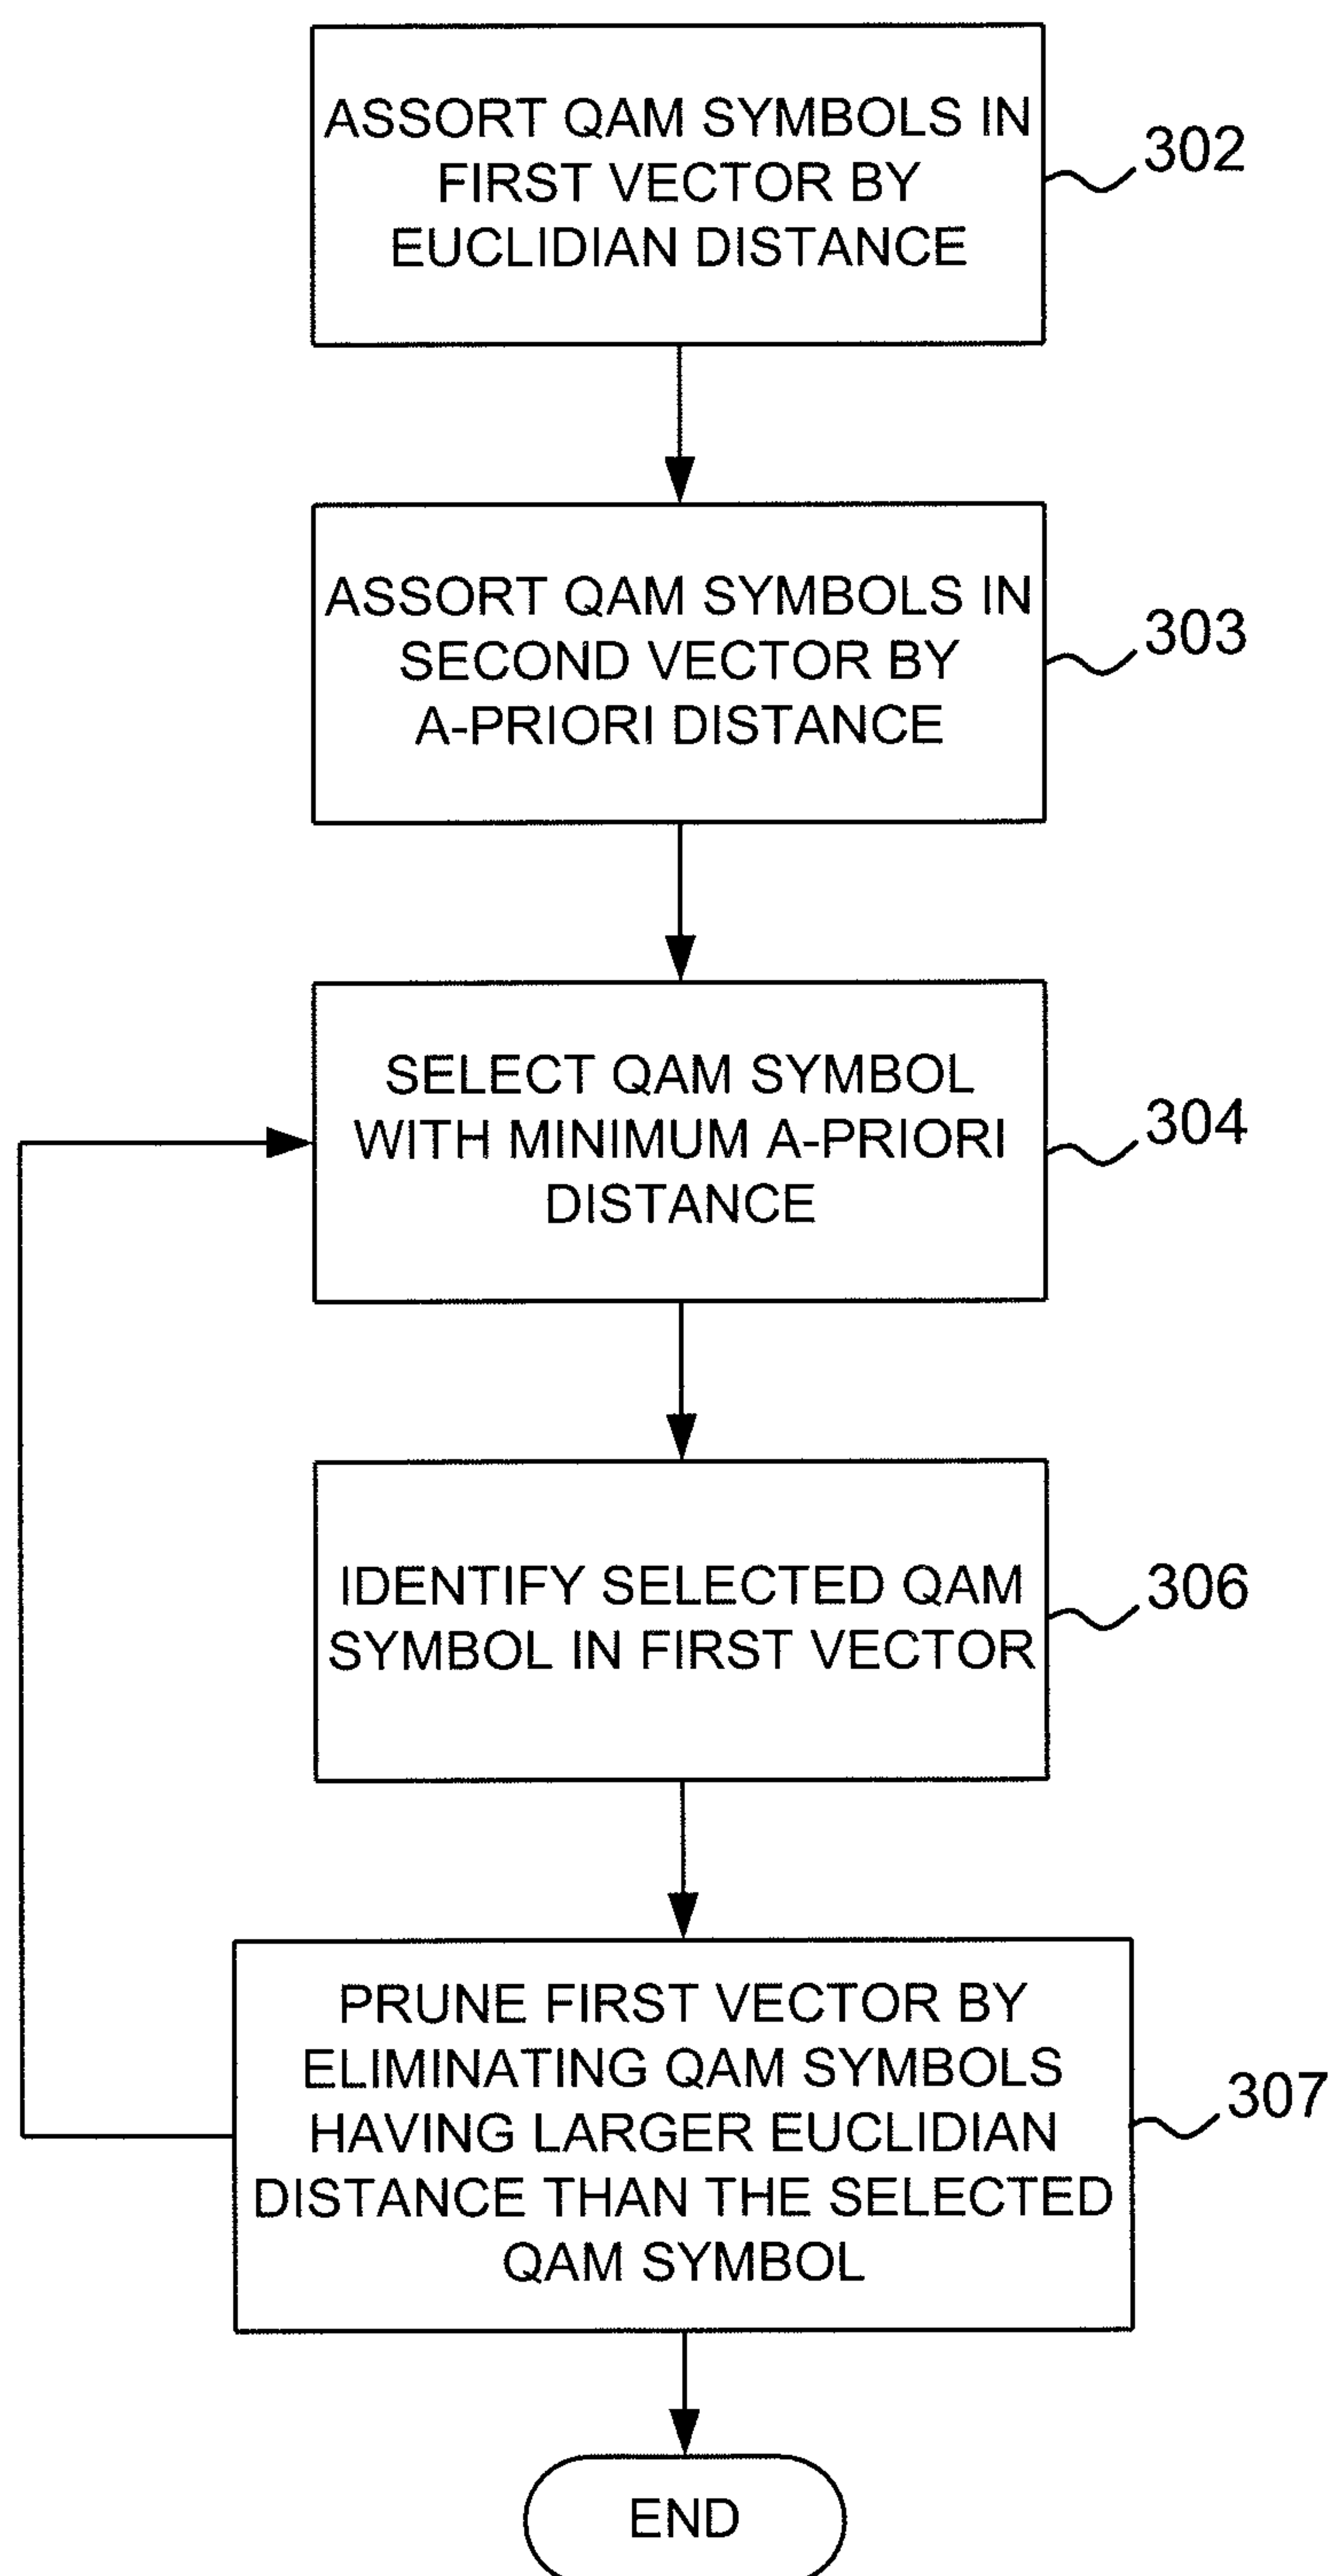 ASSORT QAM SYMBOLS IN
FIRST VECTOR BY
EUCLIDIAN DISTANCE
302
ASSORT QAM SYMBOLS IN
SECOND VECTOR BY
A-PRIORI DISTANCE
303
SELECT QAM SYMBOL
WITH MINIMUM A-PRIORI
DISTANCE
304
IDENTIFY SELECTED QAM
SYMBOL IN FIRST VECTOR
306
PRUNE FIRST VECTOR BY
ELIMINATING QAM SYMBOLS
HAVING LARGER EUCLIDIAN
DISTANCE THAN THE SELECTED
QAM SYMBOL
307
END